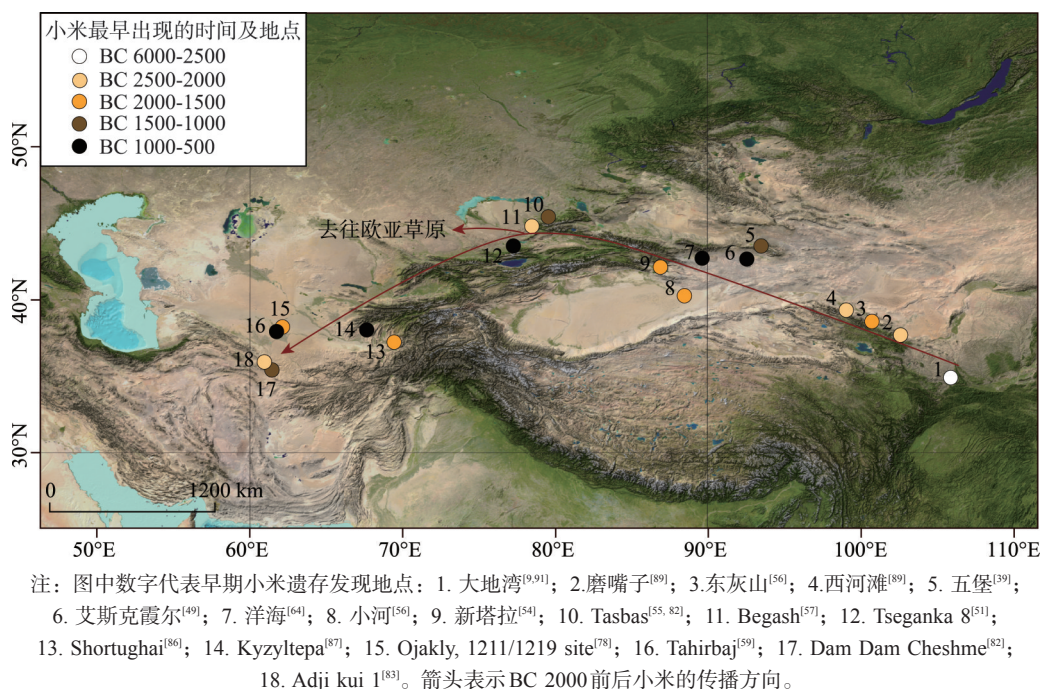 小米最早出现的时间及地点
BC 6000-2500
BC 2500-2000
BC 2000-1500
BC 1500-1000
BC 1000-500
50°N
40°N
30°N
去往欧亚草原
10
11
12
5
7
6
9
8
4
3
2
1
15
16
14
13
18
17
0 1200 km
50°E 60°E 70°E 80°E 90°E 100°E 110°E
注：图中数字代表早期小米遗存发现地点：1. 大地湾[9,91]；2.磨嘴子[89]；3.东灰山[56]；4.西河滩[89]；5. 五堡[39]；
6. 艾斯克霞尔[49]；7. 洋海[64]；8. 小河[56]；9. 新塔拉[54]；10. Tasbas[55, 82]；11. Begash[57]；12. Tseganka 8[51]；
13. Shortughai[86]；14. Kyzyltepa[87]；15. Ojakly, 1211/1219 site[78]；16. Tahirbaj[59]；17. Dam Dam Cheshme[82]；
18. Adji kui 1[83]。箭头表示BC 2000前后小米的传播方向。